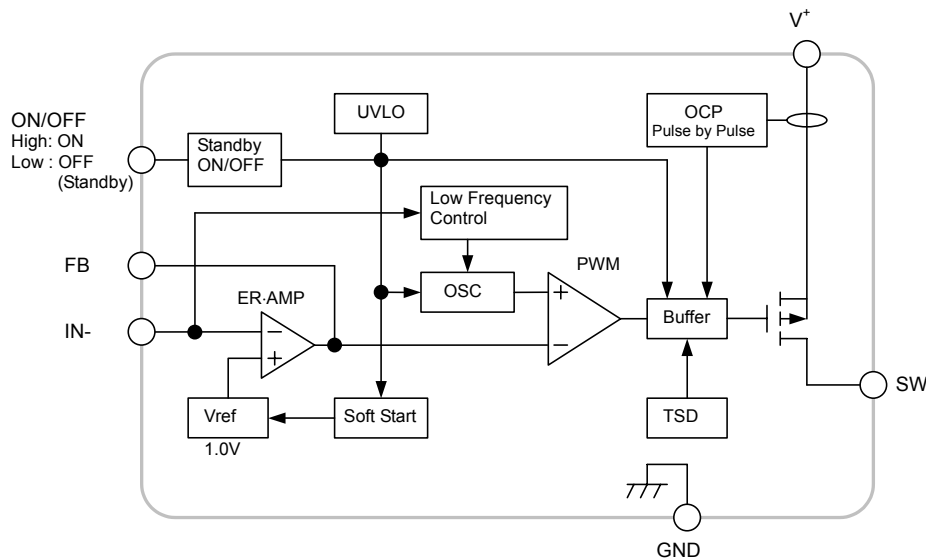 V+
UVLO
OCP
Pulse by Pulse
ON/OFF
High: ON
Low : OFF
(Standby)
Standby
ON/OFF
Low Frequency
Control
FB
ER·AMP
OSC
PWM
+
−
Buffer
IN-
−
+
SW
Vref
1.0V
Soft Start
TSD
GND